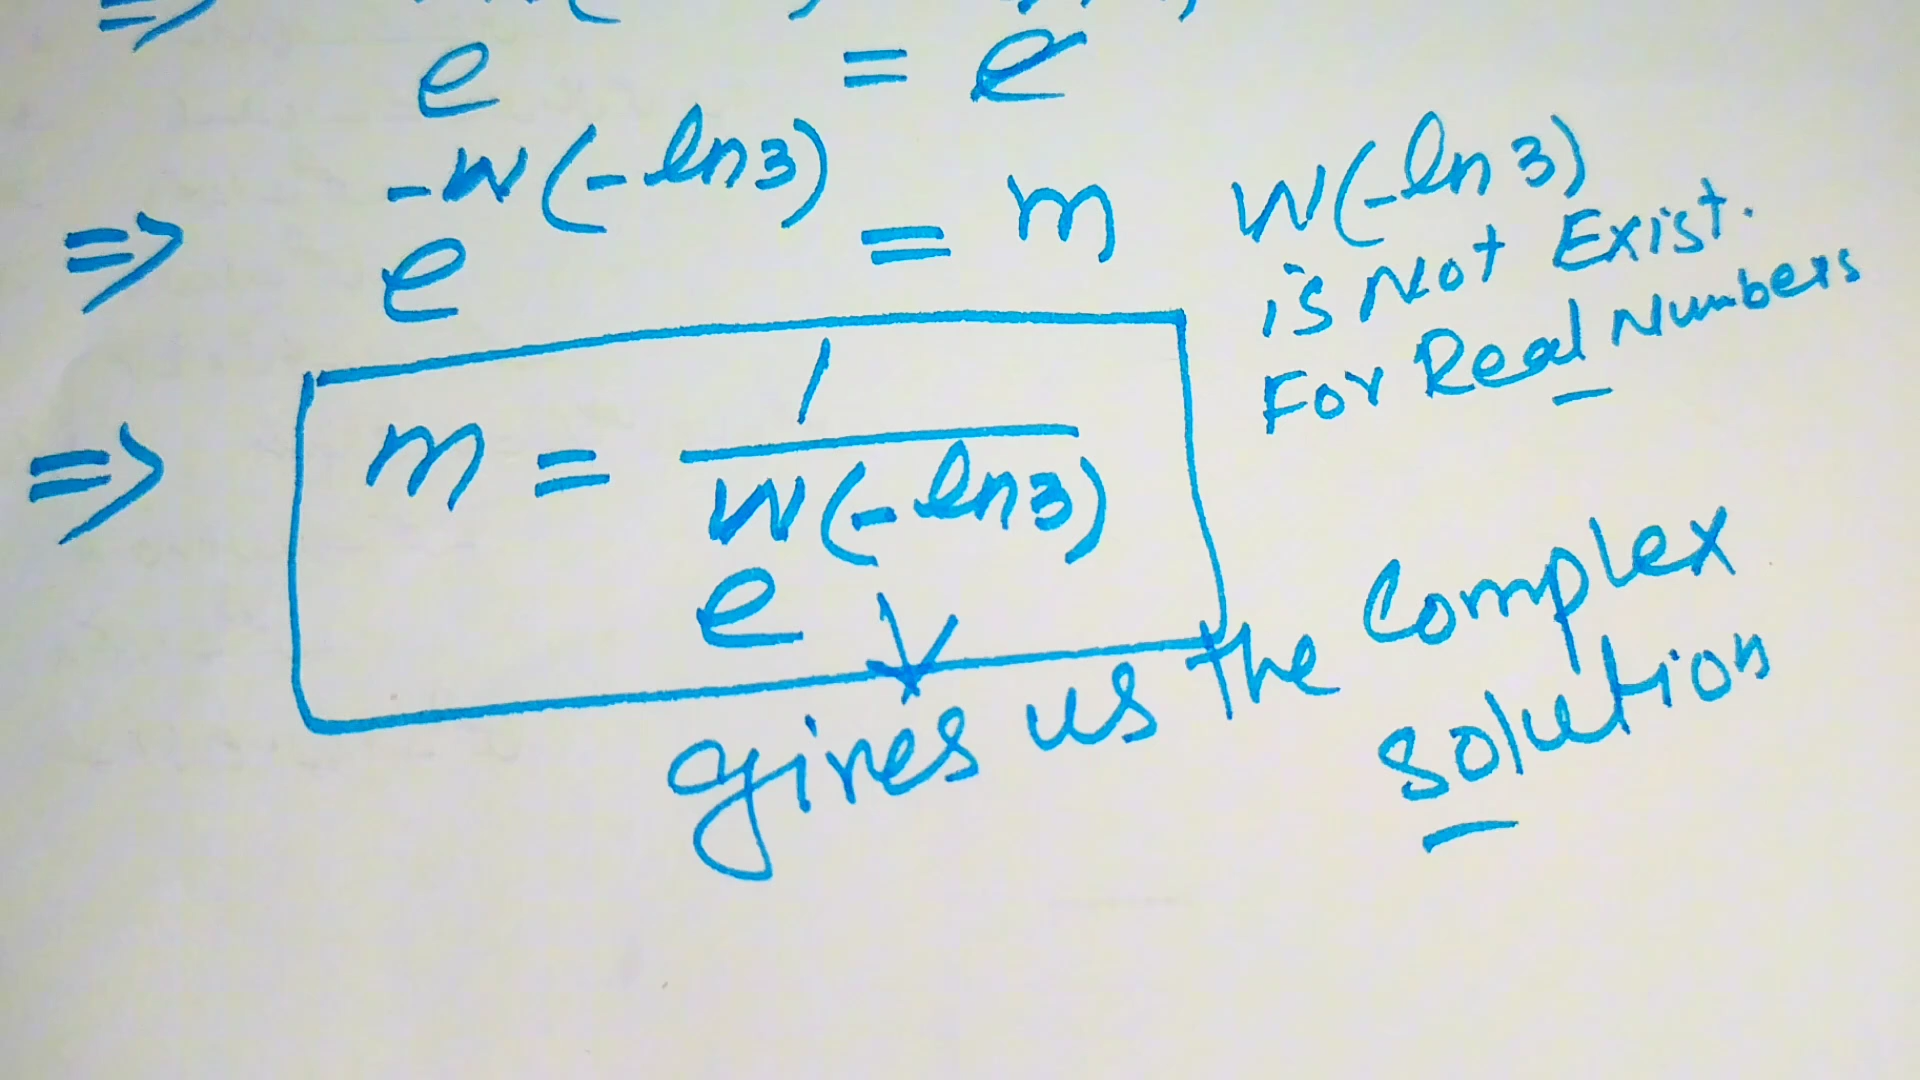 => e = e
=> e^{-W(-ln3)} = m
W(-ln3)
is Not Exist.
For Real Numbers
=> m = 1/e^{W(-ln3)}
gives us the Complex
solution